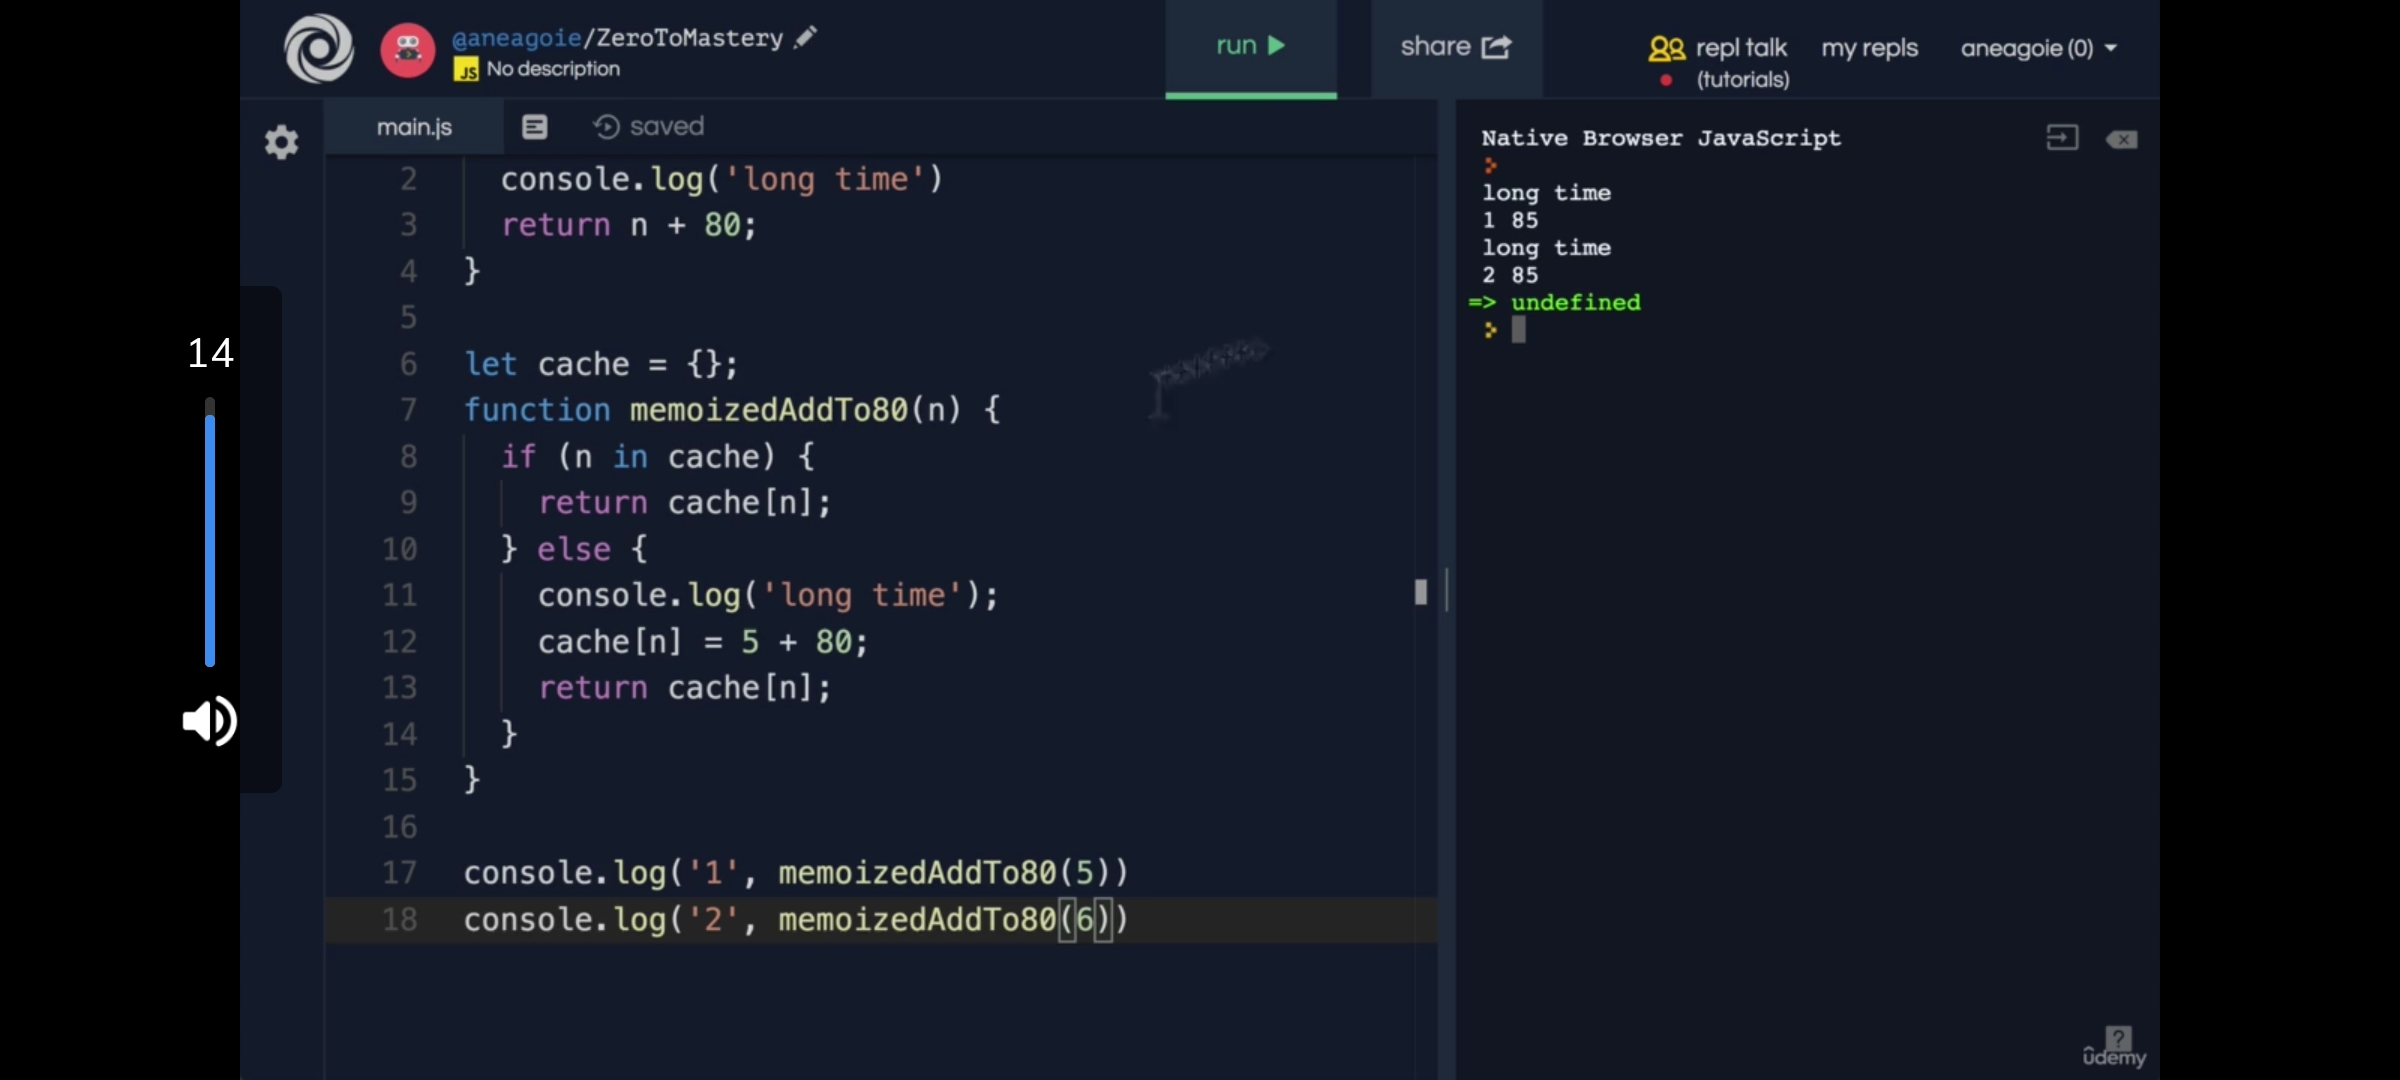 @aneagoie/ZeroToMastery
JS No description
run
share
repl talk
(tutorials)
my repls
aneagoie (0)
main.js
saved
2 console.log('long time')
3 return n + 80;
4 }
5
6 let cache = {};
7 function memoizedAddTo80(n) {
8 if (n in cache) {
9 return cache[n];
10 } else {
11 console.log('long time');
12 cache[n] = 5 + 80;
13 return cache[n];
14 }
15 }
16
17 console.log('1', memoizedAddTo80(5))
18 console.log('2', memoizedAddTo80(6))
Native Browser JavaScript
long time
1 85
long time
2 85
=> undefined
14
?
ûdemy